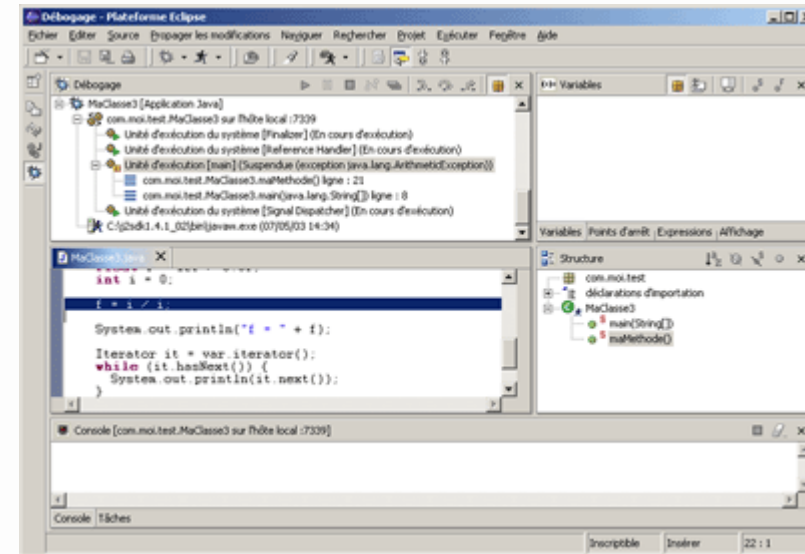 Débogage - Plateforme Eclipse
Fichier Editer Source Propager les modifications Naviguer Rechercher Projet Exécuter Fenêtre Aide
Débogage
MaClasse3 [Application Java]
com.moi.test.MaClasse3 sur l'hôte local :7339
Unité d'exécution du système [Finalizer] (En cours d'exécution)
Unité d'exécution du système [Reference Handler] (En cours d'exécution)
Unité d'exécution [main] (Suspendue (exception java.lang.ArithmeticException))
com.moi.test.MaClasse3.maMethode() ligne : 21
com.moi.test.MaClasse3.main(java.lang.String[]) ligne : 8
Unité d'exécution du système [Signal Dispatcher] (En cours d'exécution)
C:\j2sdk1.4.1_02\bin\javaw.exe (07/05/03 14:34)
Variables
Variables Points d'arrêt Expressions Affichage
MaClasse3.java
int i = 0;
f = i / i;
System.out.println("f = " + f);
Iterator it = var.iterator();
while (it.hasNext()) {
System.out.println(it.next());
}
Structure
com.moi.test
déclarations d'importation
MaClasse3
main(String[])
maMethode()
Console [com.moi.test.MaClasse3 sur l'hôte local :7339]
Console Tâches
Inscriptible Insérer 22 : 1